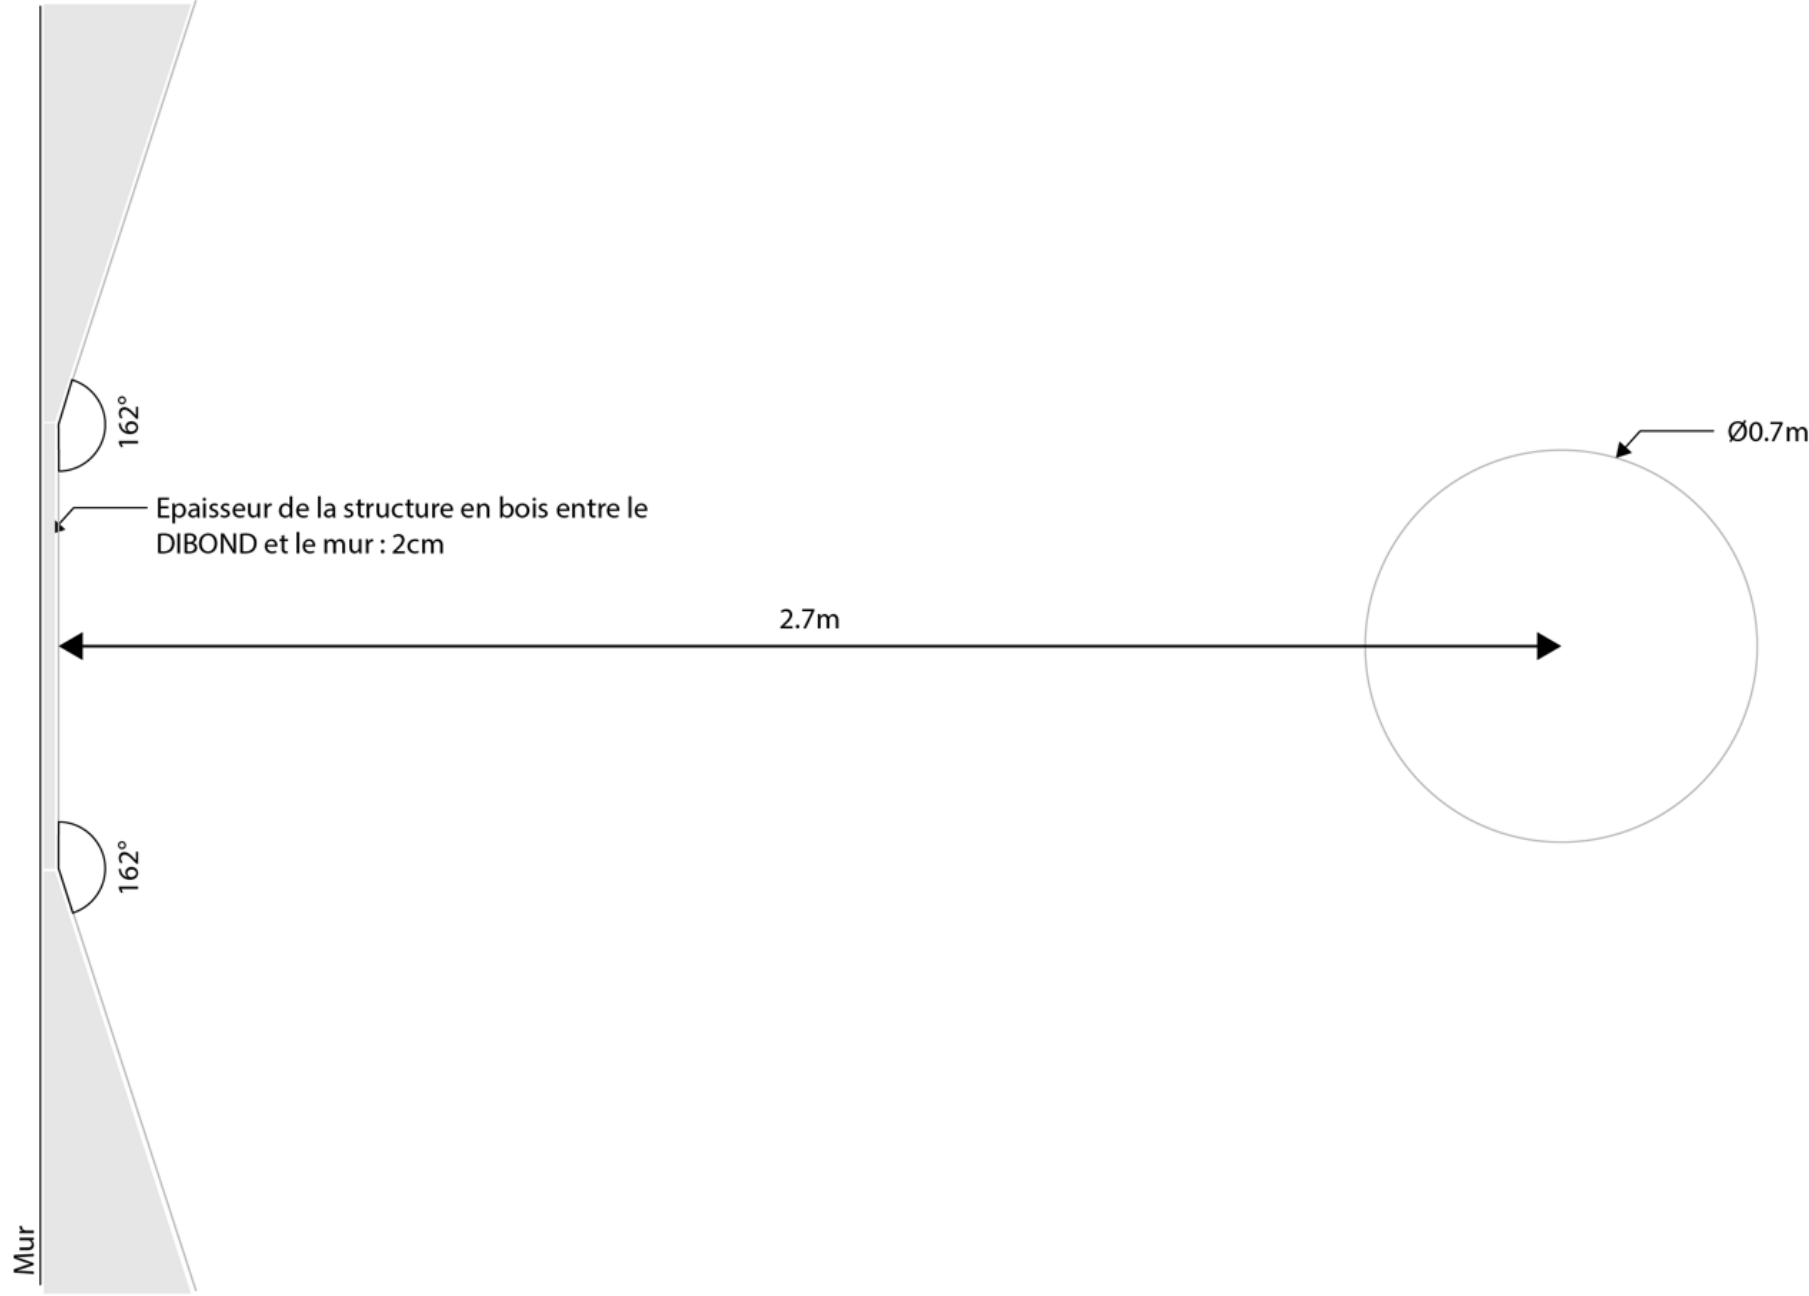 162°
Ø0.7m
Epaisseur de la structure en bois entre le
DIBOND et le mur : 2cm
2.7m
162°
Mur